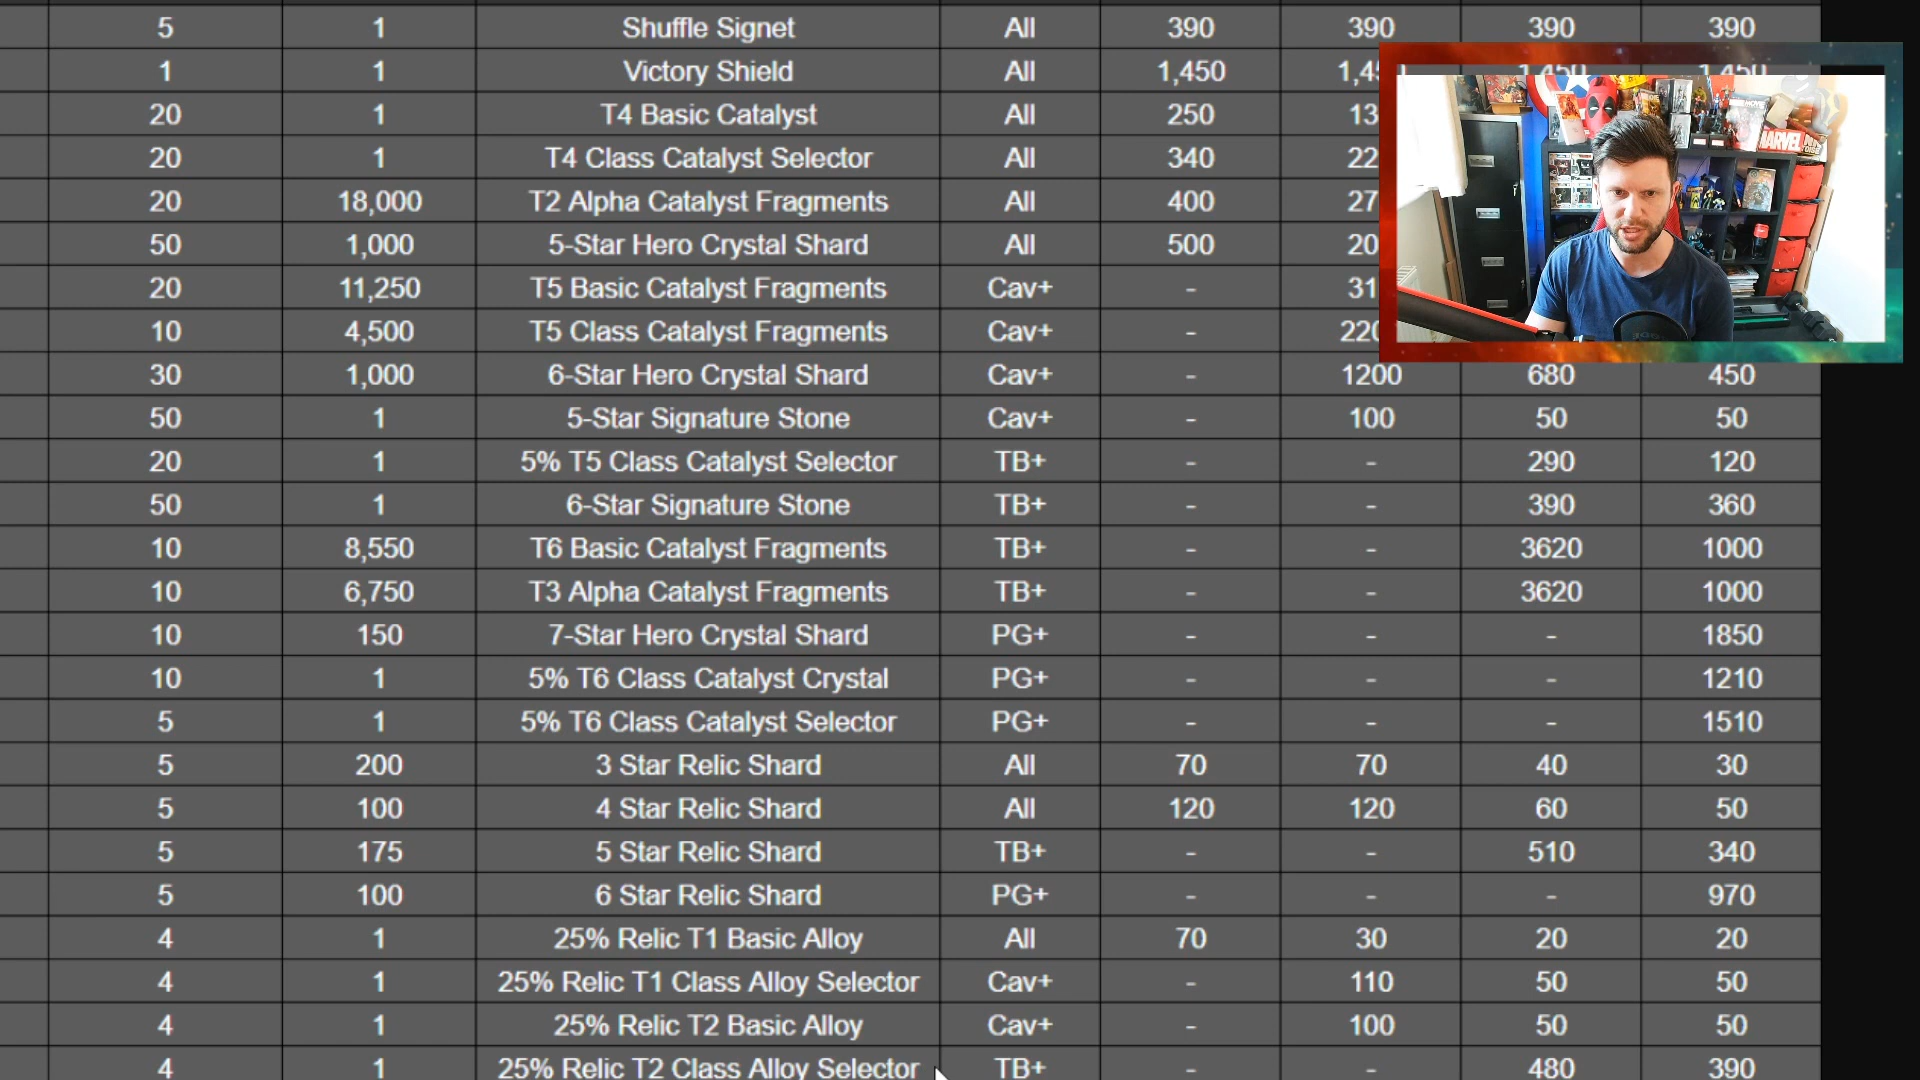 5 1 Shuffle Signet All 390 390 390 390
1 1 Victory Shield All 1,450
20 1 T4 Basic Catalyst All 250
20 1 T4 Class Catalyst Selector All 340
20 18,000 T2 Alpha Catalyst Fragments All 400
50 1,000 5-Star Hero Crystal Shard All 500
20 11,250 T5 Basic Catalyst Fragments Cav+ -
10 4,500 T5 Class Catalyst Fragments Cav+ -
30 1,000 6-Star Hero Crystal Shard Cav+ - 1200 680 450
50 1 5-Star Signature Stone Cav+ - 100 50 50
20 1 5% T5 Class Catalyst Selector TB+ - - 290 120
50 1 6-Star Signature Stone TB+ - - 390 360
10 8,550 T6 Basic Catalyst Fragments TB+ - - 3620 1000
10 6,750 T3 Alpha Catalyst Fragments TB+ - - 3620 1000
10 150 7-Star Hero Crystal Shard PG+ - - - 1850
10 1 5% T6 Class Catalyst Crystal PG+ - - - 1210
5 1 5% T6 Class Catalyst Selector PG+ - - - 1510
5 200 3 Star Relic Shard All 70 70 40 30
5 100 4 Star Relic Shard All 120 120 60 50
5 175 5 Star Relic Shard TB+ - - 510 340
5 100 6 Star Relic Shard PG+ - - - 970
4 1 25% Relic T1 Basic Alloy All 70 30 20 20
4 1 25% Relic T1 Class Alloy Selector Cav+ - 110 50 50
4 1 25% Relic T2 Basic Alloy Cav+ - 100 50 50
4 1 25% Relic T2 Class Alloy Selector TB+ - - 480 390
MARVEL